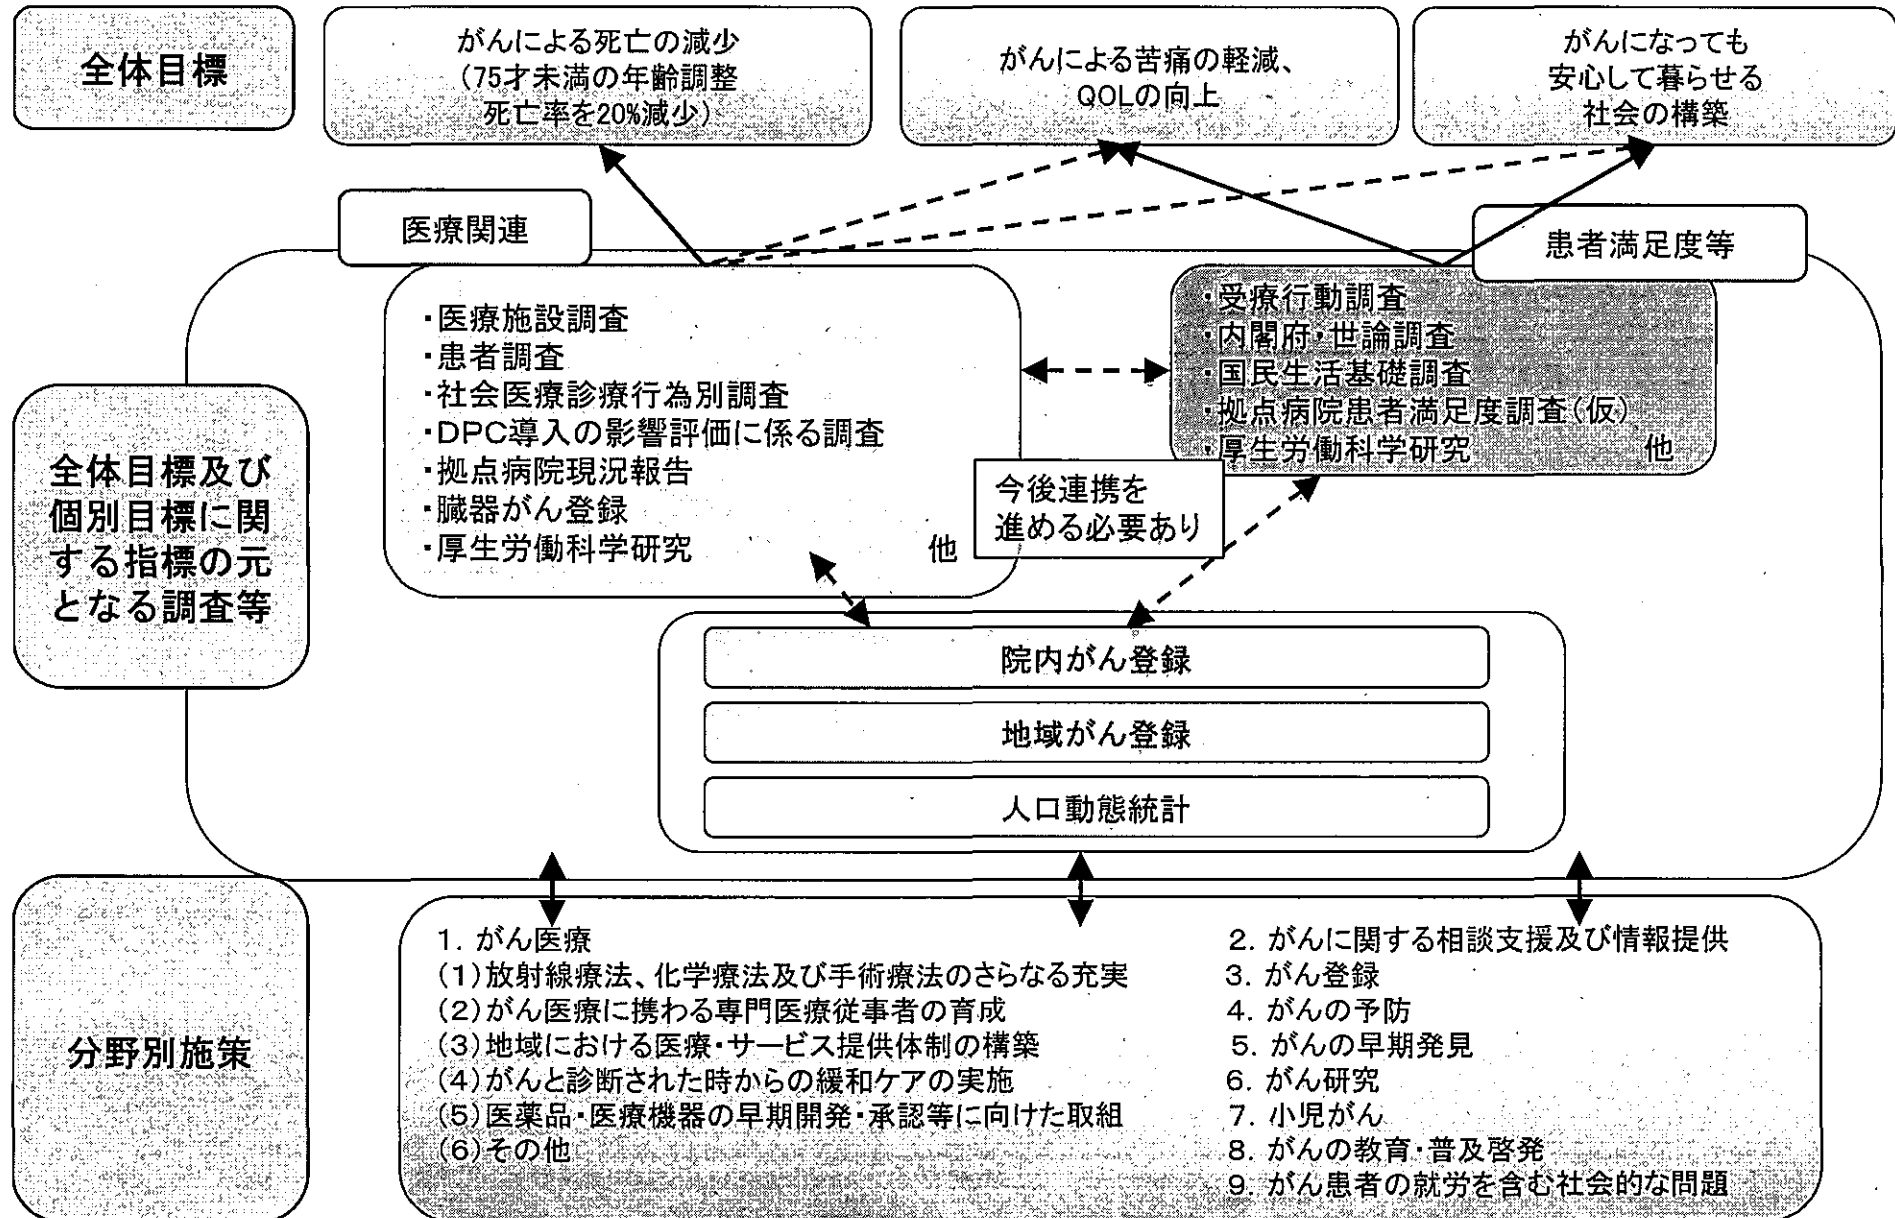 全体目標
がんによる死亡の減少
（75才未満の年齢調整
死亡率を20%減少）
がんによる苦痛の軽減、
QOLの向上
がんになっても
安心して暮らせる
社会の構築
医療関連
患者満足度等
全体目標及び
個別目標に関
する指標の元
となる調査等
・医療施設調査
・患者調査
・社会医療診療行為別調査
・DPC導入の影響評価に係る調査
・拠点病院現況報告
・臓器がん登録
・厚生労働科学研究 他
・受療行動調査
・内閣府・世論調査
・国民生活基礎調査
・拠点病院患者満足度調査（仮）
・厚生労働科学研究 他
今後連携を
進める必要あり
院内がん登録
地域がん登録
人口動態統計
分野別施策
1. がん医療
（1）放射線療法、化学療法及び手術療法のさらなる充実
（2）がん医療に携わる専門医療従事者の育成
（3）地域における医療・サービス提供体制の構築
（4）がんと診断された時からの緩和ケアの実施
（5）医薬品・医療機器の早期開発・承認等に向けた取組
（6）その他
2. がんに関する相談支援及び情報提供
3. がん登録
4. がんの予防
5. がんの早期発見
6. がん研究
7. 小児がん
8. がんの教育・普及啓発
9. がん患者の就労を含む社会的な問題